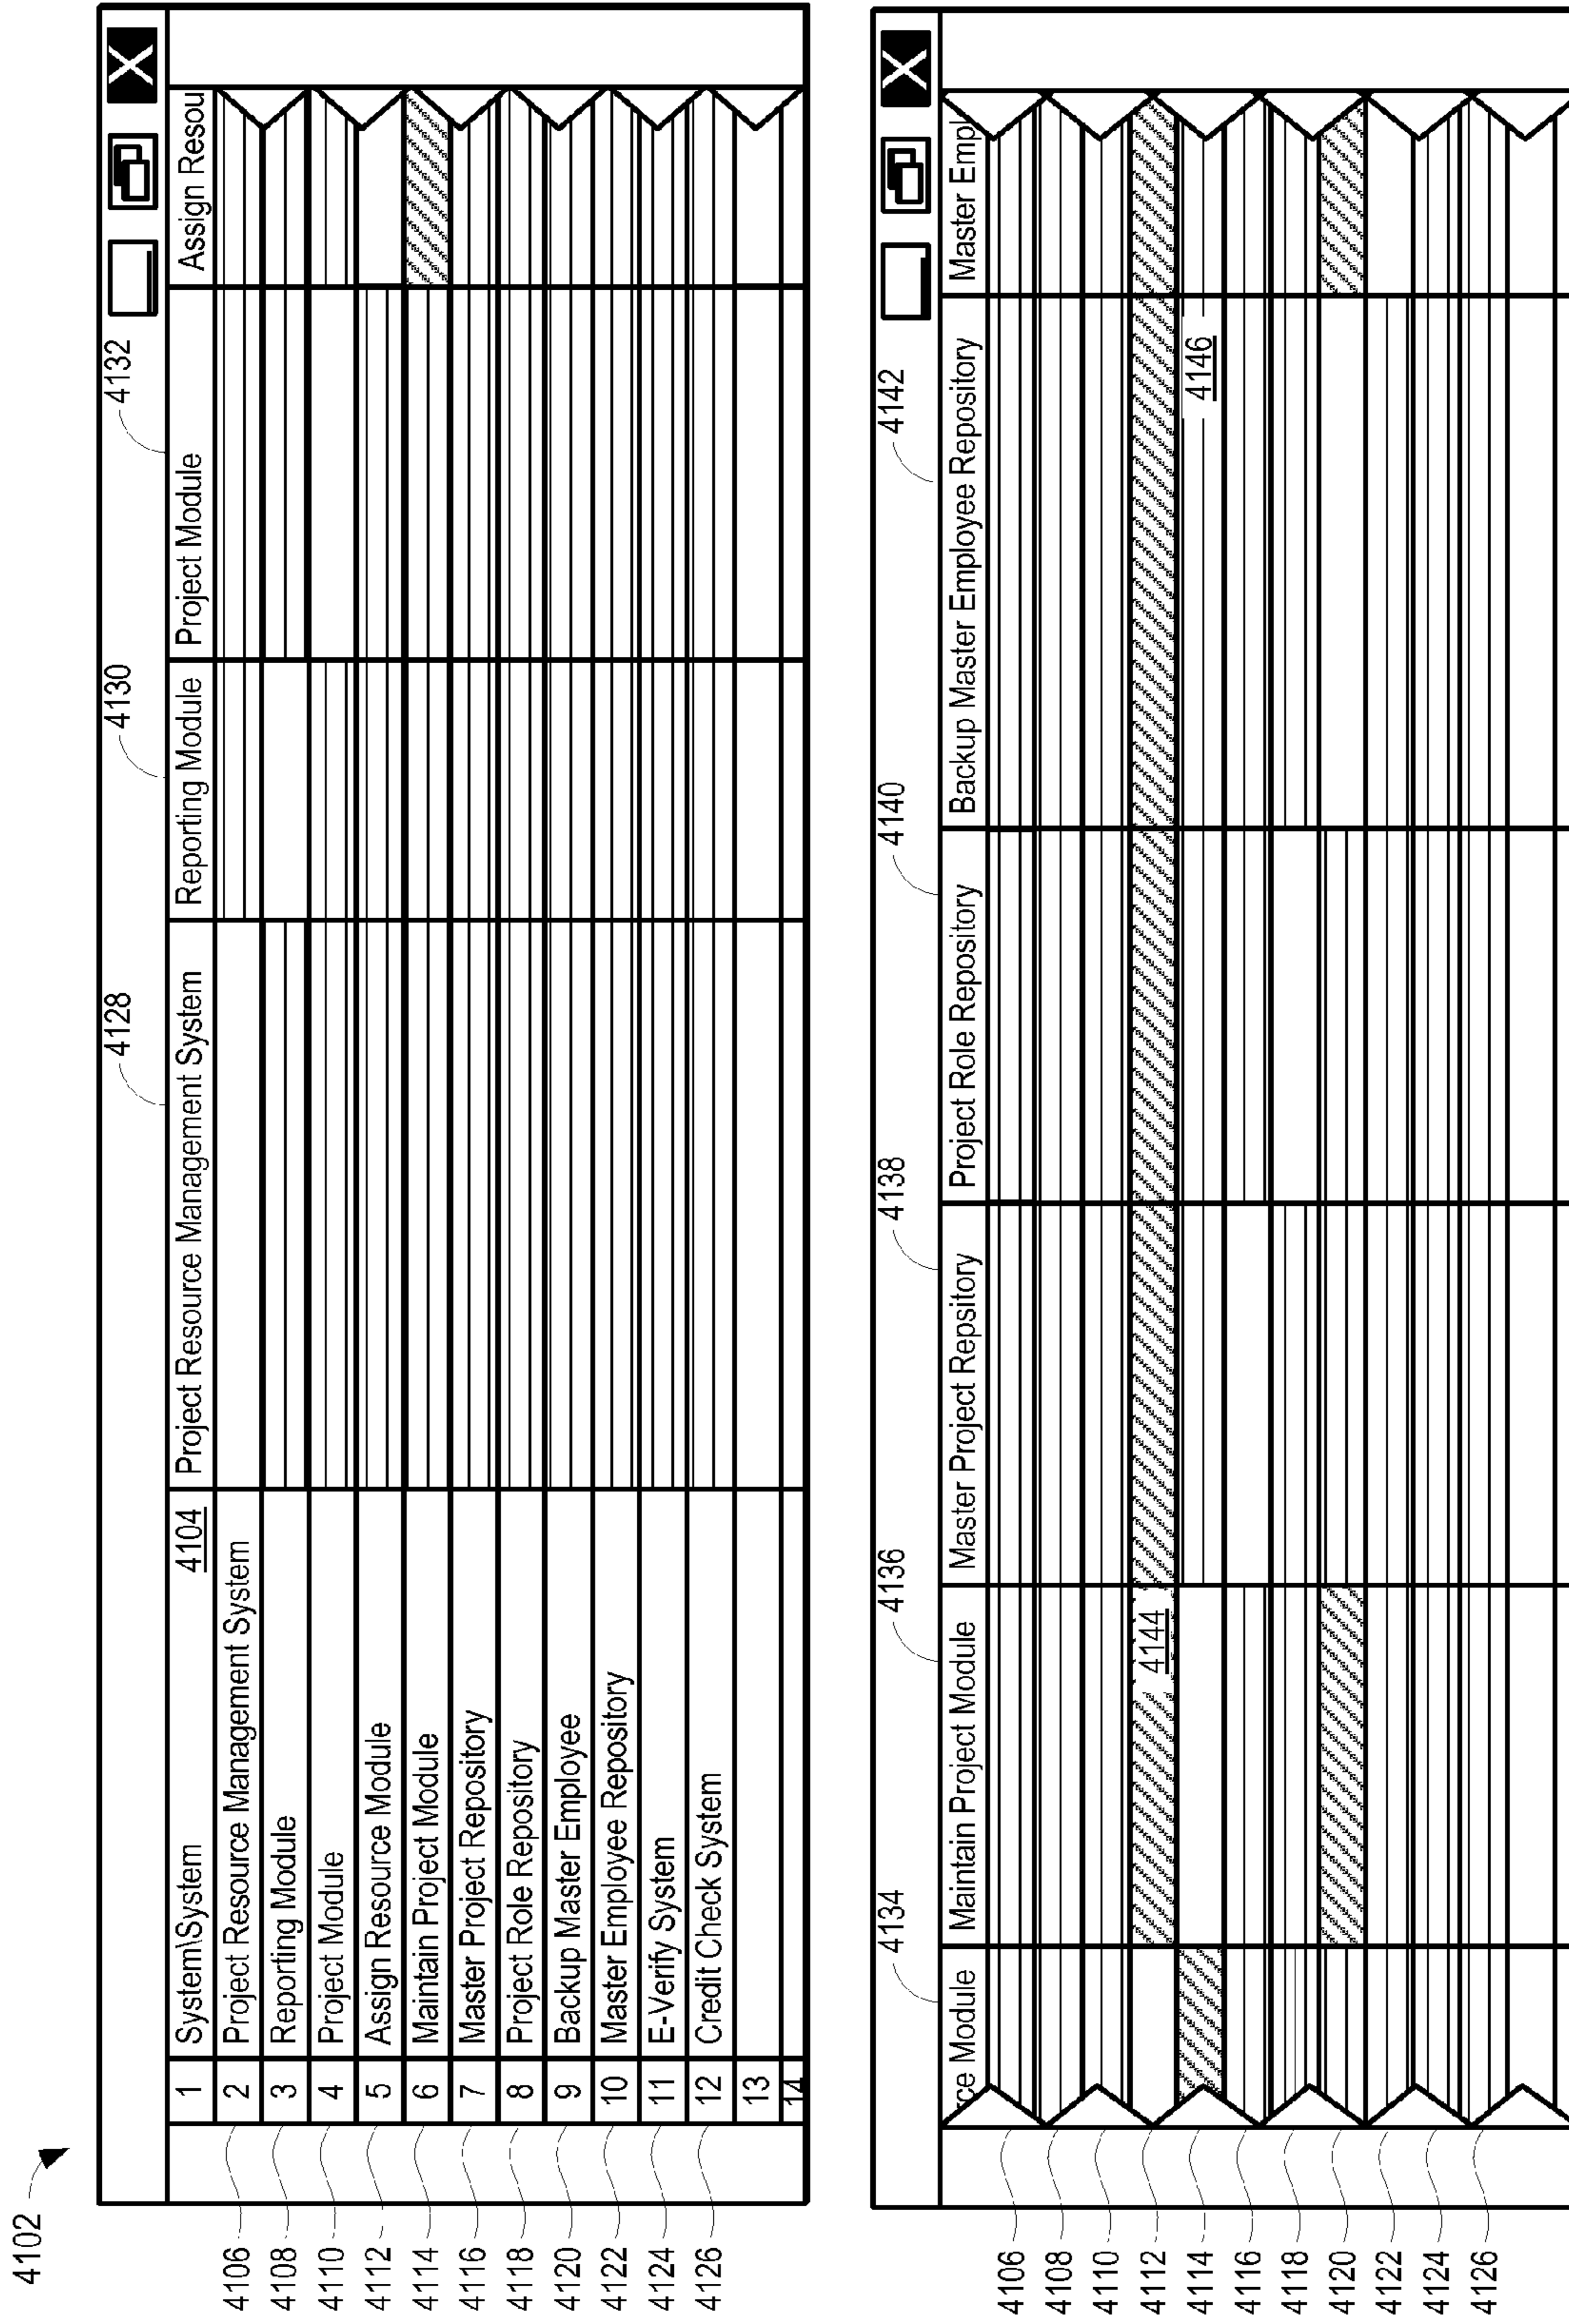 4102
4128
4130
4132
1 System\System 4104 Project Resource Management System Reporting Module Project Module Assign Resou
4106 2 Project Resource Management System
4108 3 Reporting Module
4110 4 Project Module
4112 5 Assign Resource Module
4114 6 Maintain Project Module
4116 7 Master Project Repository
4118 8 Project Role Repository
4120 9 Backup Master Employee
4122 10 Master Employee Repository
4124 11 E-Verify System
4126 12 Credit Check System
13
14
4134
4136
4138
4140
4142
rce Module Maintain Project Module Master Project Repsitory Project Role Repository Backup Master Employee Repository Master Empl
4106
4108
4110
4112 4144
4114 4146
4116
4118
4120
4122
4124
4126